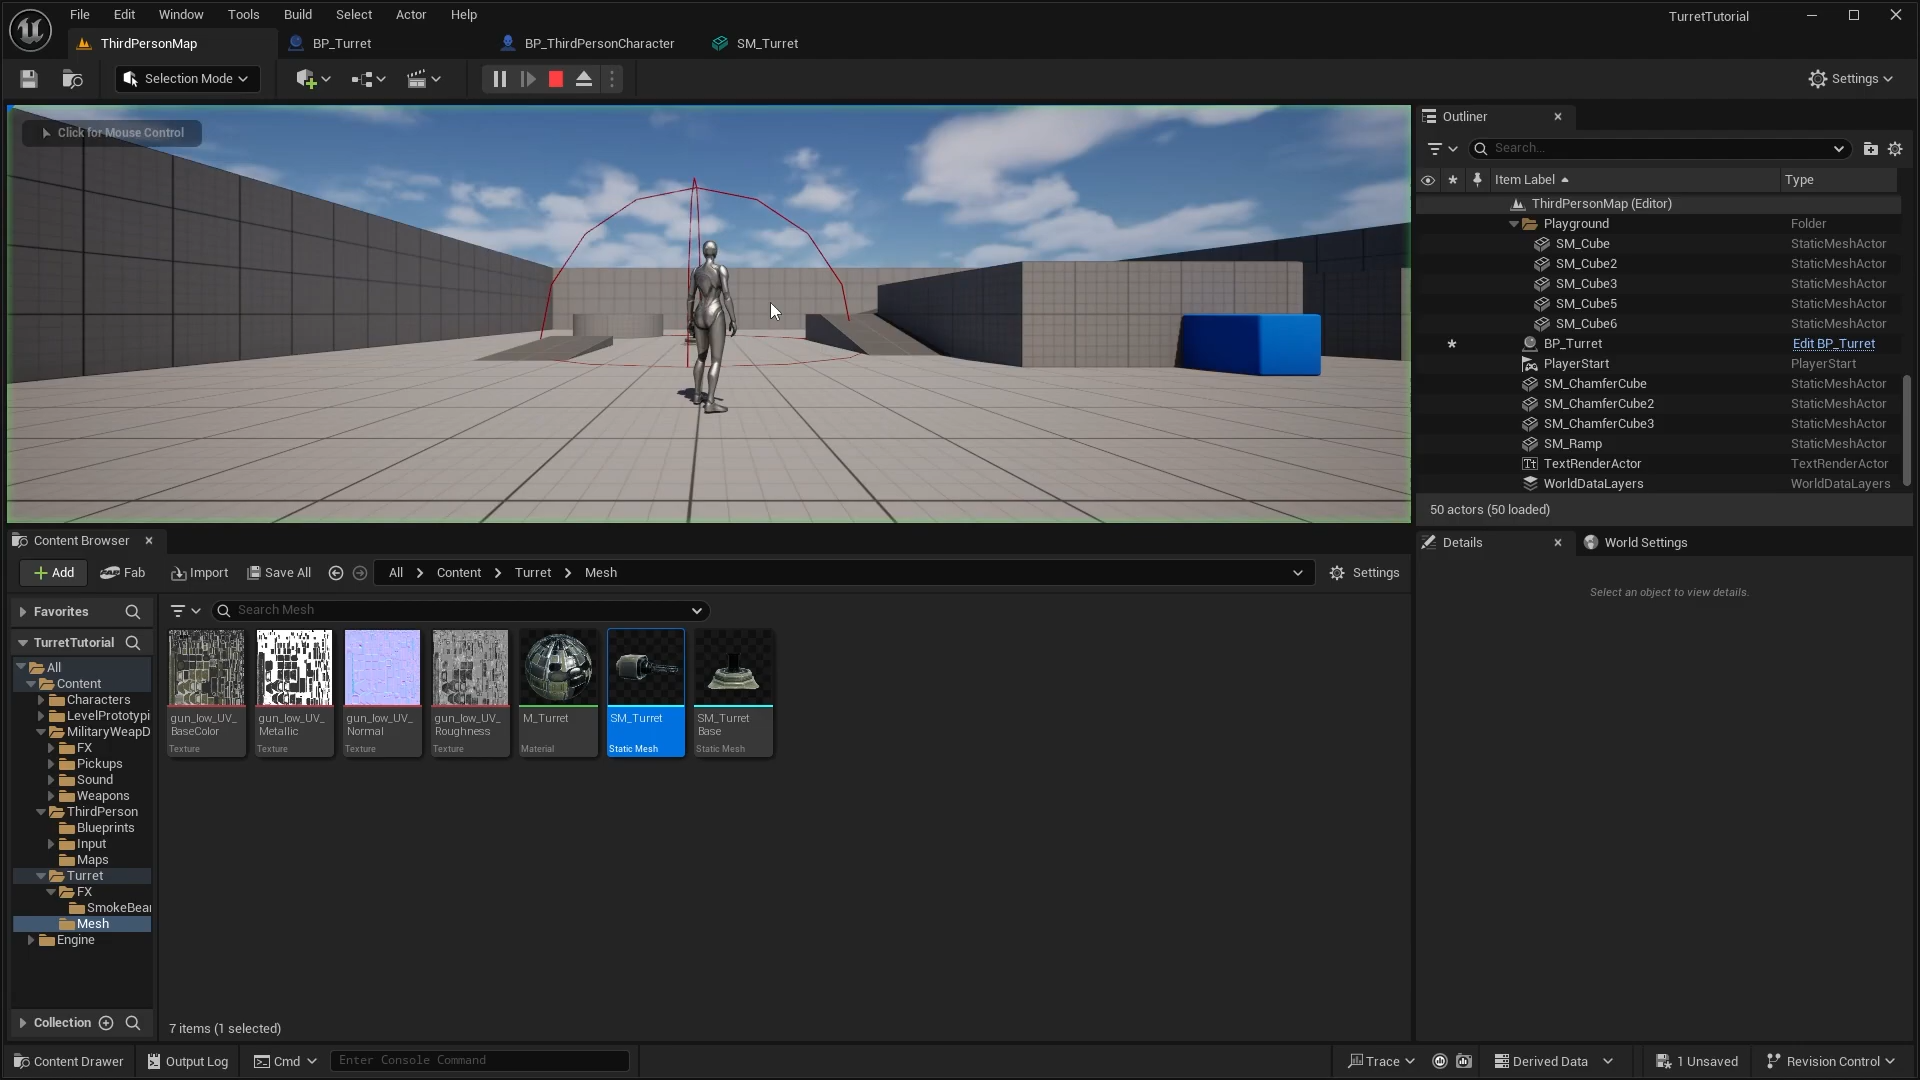 File Edit Window Tools Build Select Actor Help
TurretTutorial
ThirdPersonMap BP_Turret BP_ThirdPersonCharacter SM_Turret
Selection Mode
Settings
Click for Mouse Control
Outliner
Search...
Item Label Type
ThirdPersonMap (Editor)
Playground Folder
SM_Cube StaticMeshActor
SM_Cube2 StaticMeshActor
SM_Cube3 StaticMeshActor
SM_Cube5 StaticMeshActor
SM_Cube6 StaticMeshActor
BP_Turret Edit BP_Turret
PlayerStart PlayerStart
SM_ChamferCube StaticMeshActor
SM_ChamferCube2 StaticMeshActor
SM_ChamferCube3 StaticMeshActor
SM_Ramp StaticMeshActor
TextRenderActor TextRenderActor
WorldDataLayers WorldDataLayers
50 actors (50 loaded)
Details World Settings
Select an object to view details.
Content Browser
Add Fab Import Save All All Content Turret Mesh Settings
Favorites
Search Mesh
TurretTutorial
All
Content
Characters
LevelPrototypi
MilitaryWeapD
FX
Pickups
Sound
Weapons
ThirdPerson
Blueprints
Input
Maps
Turret
FX
SmokeBea
Mesh
Engine
Collection
gun_low_UV_
BaseColor
Texture
gun_low_UV_
Metallic
Texture
gun_low_UV_
Normal
Texture
gun_low_UV_
Roughness
Texture
M_Turret
Material
SM_Turret
Static Mesh
SM_Turret
Base
Static Mesh
7 items (1 selected)
Content Drawer Output Log Cmd Enter Console Command
Trace Derived Data 1 Unsaved Revision Control